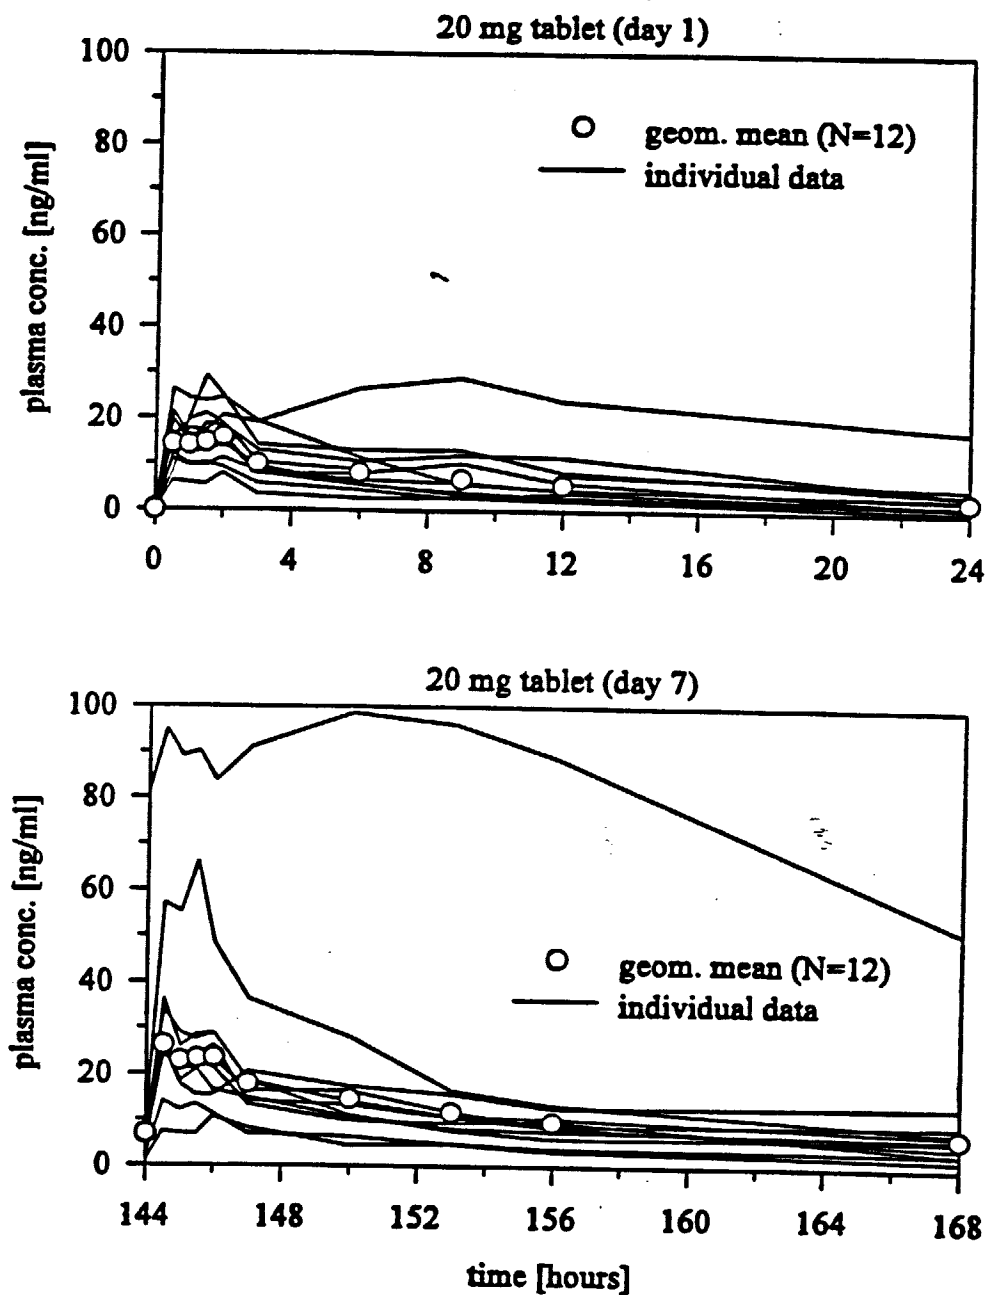 20 mg tablet (day 1)
100
80
60
40
20
0
plasma conc. [ng/ml]
geom. mean (N=12)
individual data
0 4 8 12 16 20 24
20 mg tablet (day 7)
100
80
60
40
20
0
plasma conc. [ng/ml]
geom. mean (N=12)
individual data
144 148 152 156 160 164 168
time [hours]